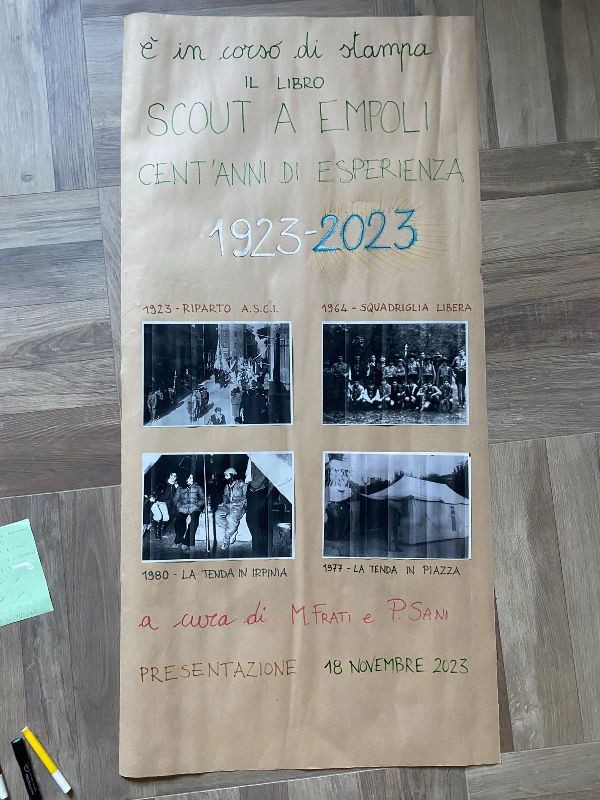 è in corso di stampa
IL LIBRO
SCOUT A EMPOLI
CENT'ANNI DI ESPERIENZA
1923-2023
1923 - RIPARTO A.S.C.I.
1964 - SQUADRIGLIA LIBERA
1980 - LA TENDA IN IRPINIA
1977 - LA TENDA IN PIAZZA
a cura di M. FRATI e P. SANI
PRESENTAZIONE 18 NOVEMBRE 2023